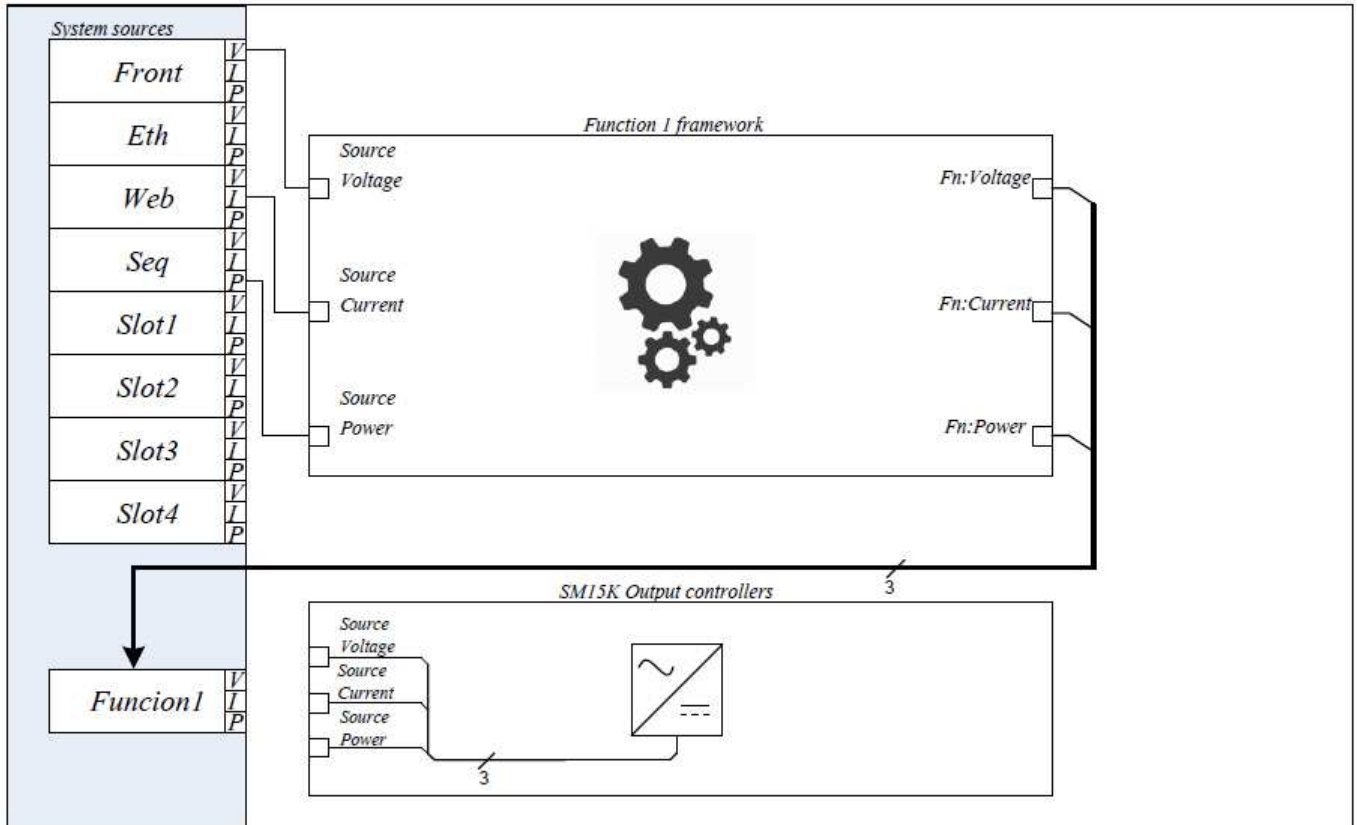 System sources
Front
V
I
P
Eth
V
I
P
Web
V
I
P
Seq
V
I
P
Slot1
V
I
P
Slot2
V
I
P
Slot3
V
I
P
Slot4
V
I
P
Function 1 framework
Source
Voltage
Source
Current
Source
Power
Fn:Voltage
Fn:Current
Fn:Power
3
SM15K Output controllers
Source
Voltage
Source
Current
Source
Power
3
Funcion1
V
I
P